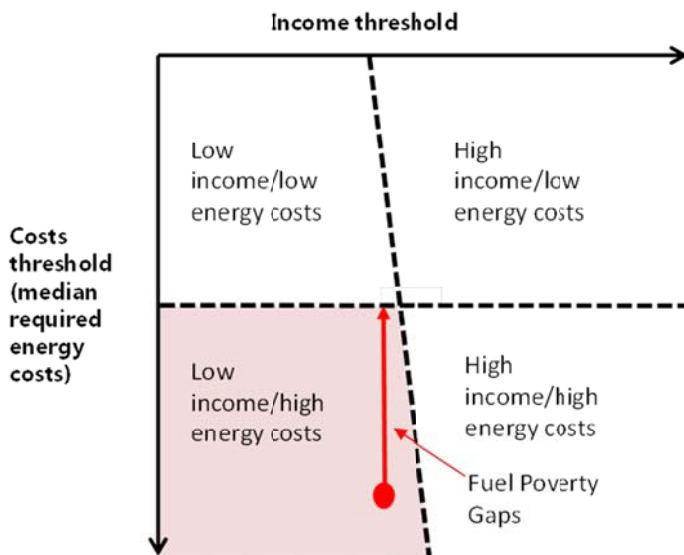 Income threshold
Low
income/low
energy costs
High
income/low
energy costs
Costs
threshold
(median
required
energy
costs)
Low
income/high
energy costs
High
income/high
energy costs
Fuel Poverty
Gaps